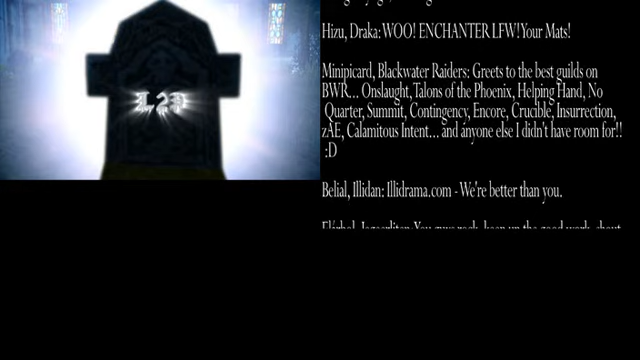 L2P
Hizu, Draka: WOO! ENCHANTER LFW! Your Mats!
Minipicard, Blackwater Raiders: Greets to the best guilds on
BWR... Onslaught, Talons of the Phoenix, Helping Hand, No
Quarter, Summit, Contingency, Encore, Crucible, Insurrection,
zAE, Calamitous Intent... and anyone else I didn't have room for!!
:D
Belial, Illidan: Illidrama.com - We're better than you.